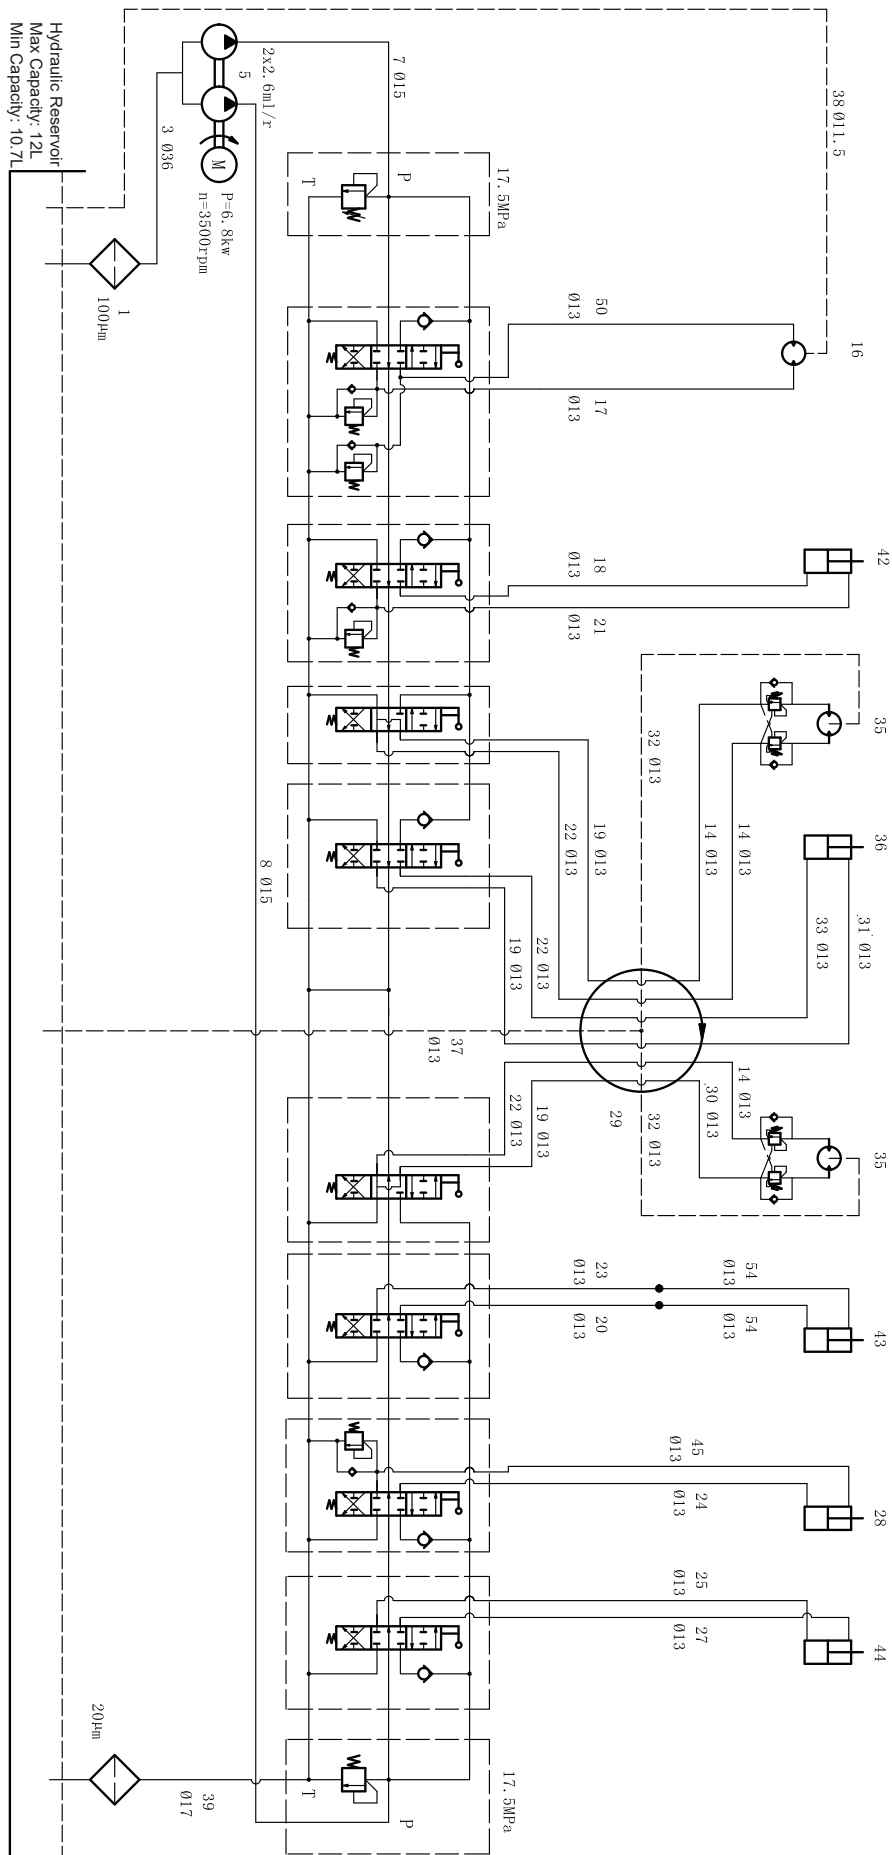 Hydraulic Reservoir
Max Capacity: 12L
Min Capacity: 10.7L
1
100µm
3 Ø36
5
2x2.6ml/r
M
P=6.8kw
n=3500rpm
7 Ø15
38 Ø11.5
17.5MPa
P
T
16
50
Ø13
17
Ø13
42
18
Ø13
21
Ø13
35
32 Ø13
14 Ø13
14 Ø13
19 Ø13
22 Ø13
36
33 Ø13
31 Ø13
22 Ø13
19 Ø13
8 Ø15
37
Ø13
29
32 Ø13
30 Ø13
14 Ø13
35
22 Ø13
19 Ø13
43
54
Ø13
54
Ø13
23
Ø13
20
Ø13
28
45
Ø13
24
Ø13
44
25
Ø13
27
Ø13
17.5MPa
P
T
39
Ø17
20µm